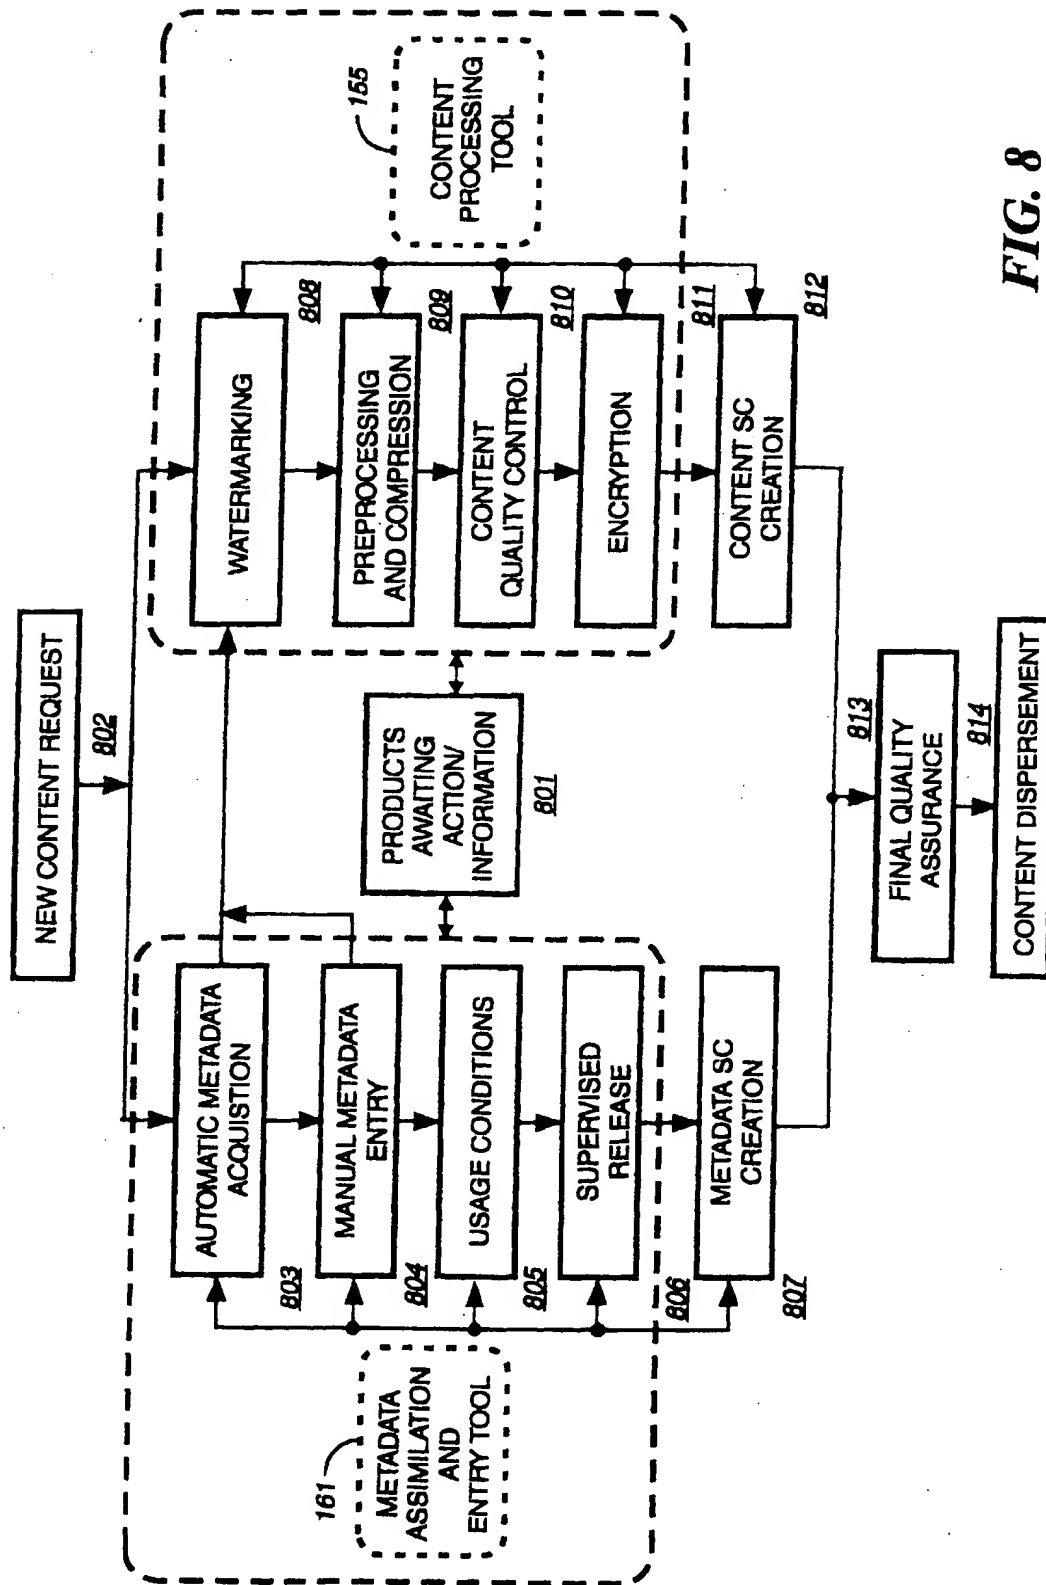 NEW CONTENT REQUEST
802
161
METADATA
ASSIMILATION
AND
ENTRY TOOL
AUTOMATIC METADATA
ACQUISTION
803
MANUAL METADATA
ENTRY
804
USAGE CONDITIONS
805
SUPERVISED
RELEASE
806
METADATA SC
CREATION
807
PRODUCTS
AWAITING
ACTION/
INFORMATION
801
WATERMARKING
808
PREPROCESSING
AND COMPRESSION
809
CONTENT
QUALITY CONTROL
810
ENCRYPTION
811
CONTENT SC
CREATION
812
155
CONTENT
PROCESSING
TOOL
FINAL QUALITY
ASSURANCE
813
CONTENT DISPERSEMENT
814
FIG. 8